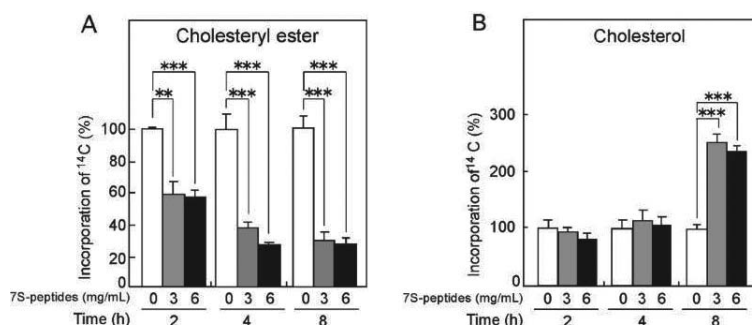 A
Cholesteryl ester
*** *** ***
** *** ***
Incorporation of ¹⁴C (%)
100
60
40
20
0
7S-peptides (mg/mL) 0 3 6 0 3 6 0 3 6
Time (h) 2 4 8
B
Cholesterol
***
***
Incorporation of ¹⁴C (%)
300
200
100
0
7S-peptides (mg/mL) 0 3 6 0 3 6 0 3 6
Time (h) 2 4 8